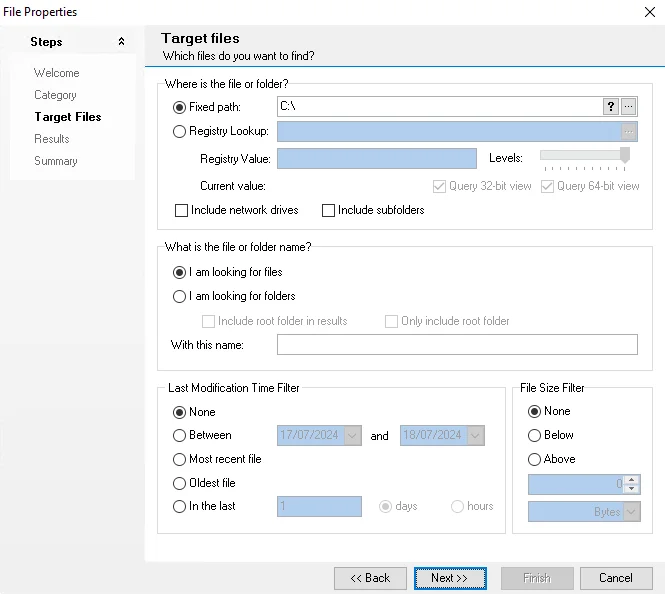 File Properties
Steps
Welcome
Category
Target Files
Results
Summary
Target files
Which files do you want to find?
Where is the file or folder?
Fixed path: C:\ ? ...
Registry Lookup: ...
Registry Value: Levels:
Current value: Query 32-bit view Query 64-bit view
Include network drives Include subfolders
What is the file or folder name?
I am looking for files
I am looking for folders
Include root folder in results Only include root folder
With this name:
Last Modification Time Filter
None
Between 17/07/2024 and 18/07/2024
Most recent file
Oldest file
In the last 1 days hours
File Size Filter
None
Below
Above
0
Bytes
<< Back Next >> Finish Cancel